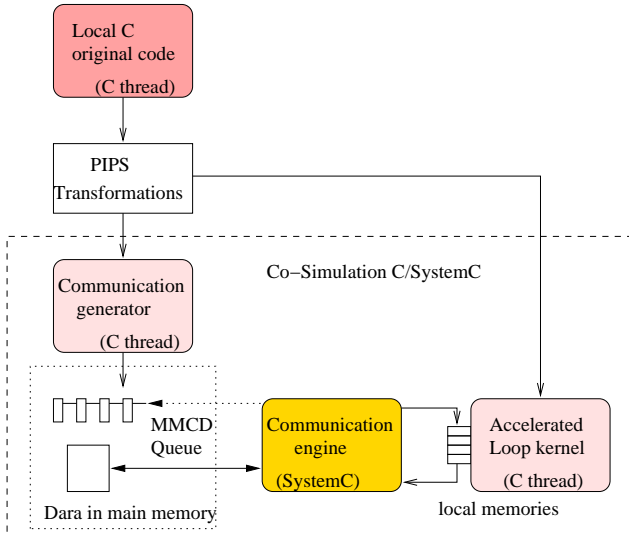 Local C
original code
(C thread)
PIPS
Transformations
Co−Simulation C/SystemC
Communication
generator
(C thread)
MMCD
Queue
Dara in main memory
Communication
engine
(SystemC)
Accelerated
Loop kernel
(C thread)
local memories